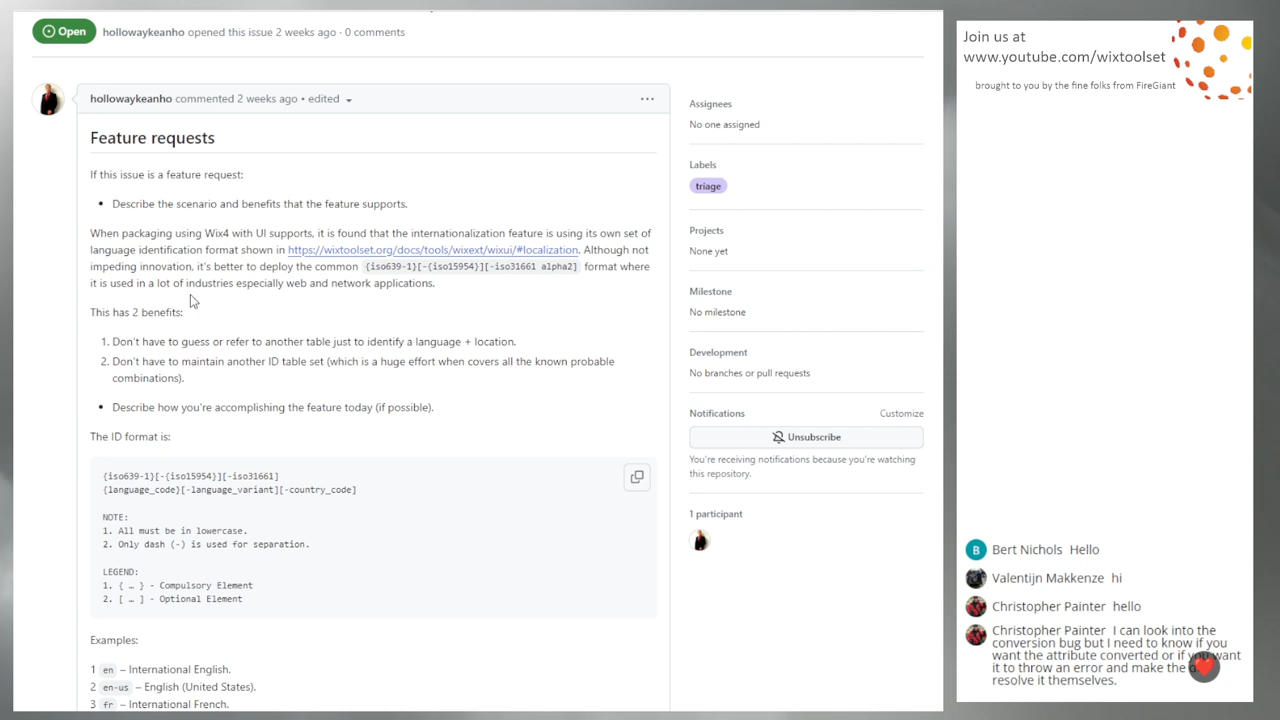 Open hollowaykeanho opened this issue 2 weeks ago · 0 comments
hollowaykeanho commented 2 weeks ago • edited
Feature requests
If this issue is a feature request:
• Describe the scenario and benefits that the feature supports.
When packaging using Wix4 with UI supports, it is found that the internationalization feature is using its own set of
language identification format shown in https://wixtoolset.org/docs/tools/wixext/wixui/#localization. Although not
impeding innovation, it's better to deploy the common {iso639-1}[-{iso15954}][-iso31661 alpha2] format where
it is used in a lot of industries especially web and network applications.
This has 2 benefits:
1. Don't have to guess or refer to another table just to identify a language + location.
2. Don't have to maintain another ID table set (which is a huge effort when covers all the known probable
combinations).
• Describe how you're accomplishing the feature today (if possible).
The ID format is:
{iso639-1}[-{iso15954}][-iso31661]
{language_code}[-language_variant][-country_code]
NOTE:
1. All must be in lowercase.
2. Only dash (-) is used for separation.
LEGEND:
1. { … } - Compulsory Element
2. [ … ] - Optional Element
Examples:
1 en – International English.
2 en-us – English (United States).
3 fr – International French.
Assignees
No one assigned
Labels
triage
Projects
None yet
Milestone
No milestone
Development
No branches or pull requests
Notifications Customize
Unsubscribe
You're receiving notifications because you're watching
this repository.
1 participant
Join us at
www.youtube.com/wixtoolset
brought to you by the fine folks from FireGiant
B Bert Nichols Hello
Valentijn Makkenze hi
Christopher Painter hello
Christopher Painter I can look into the
conversion bug but I need to know if you
want the attribute converted or if you want
it to throw an error and make the
resolve it themselves.